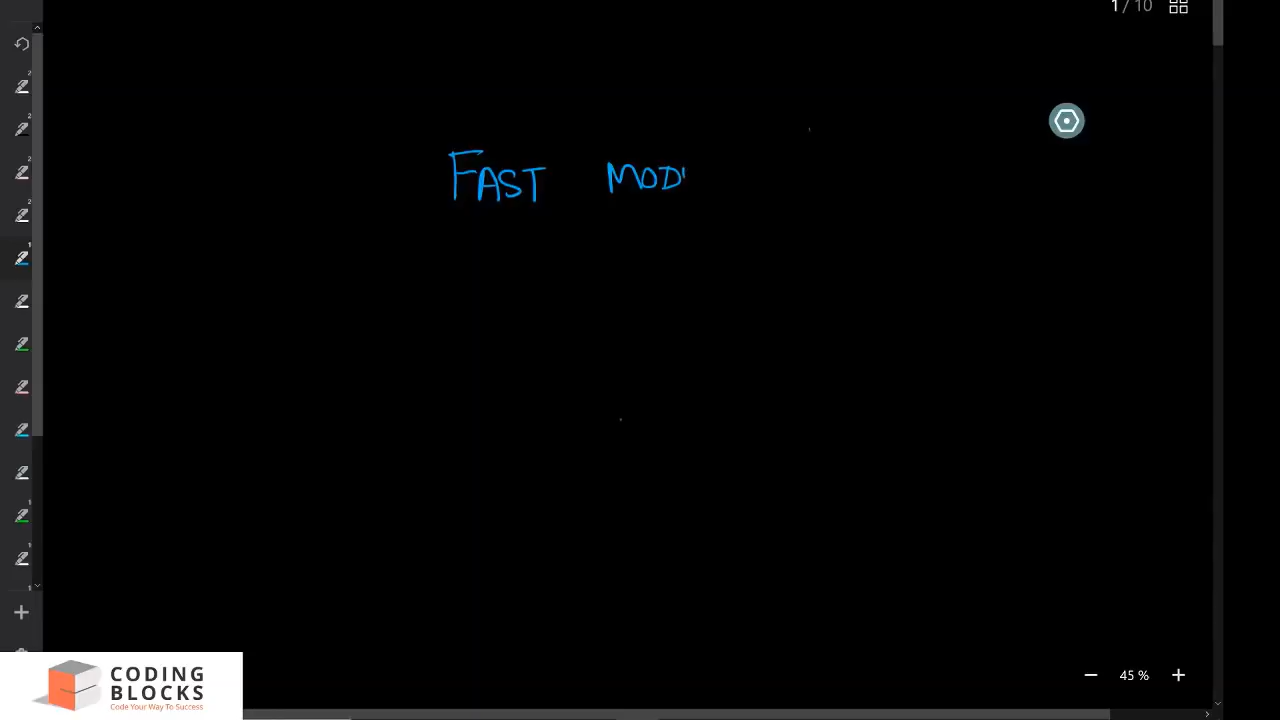 1 / 10
FAST MOD
45 %
CODING
BLOCKS
Code Your Way To Success